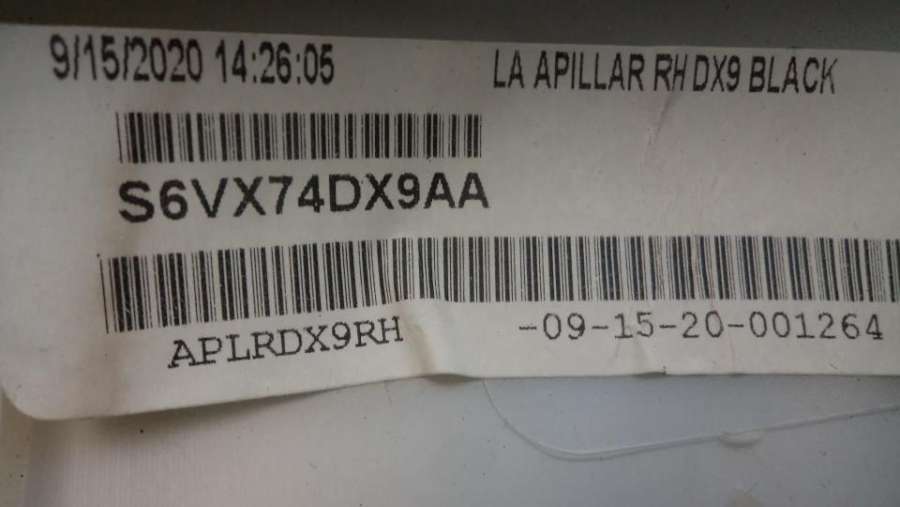 9/15/2020 14:26:05 LA APILLAR RH DX9 BLACK
S6VX74DX9AA
APLRDX9RH -09-15-20-001264